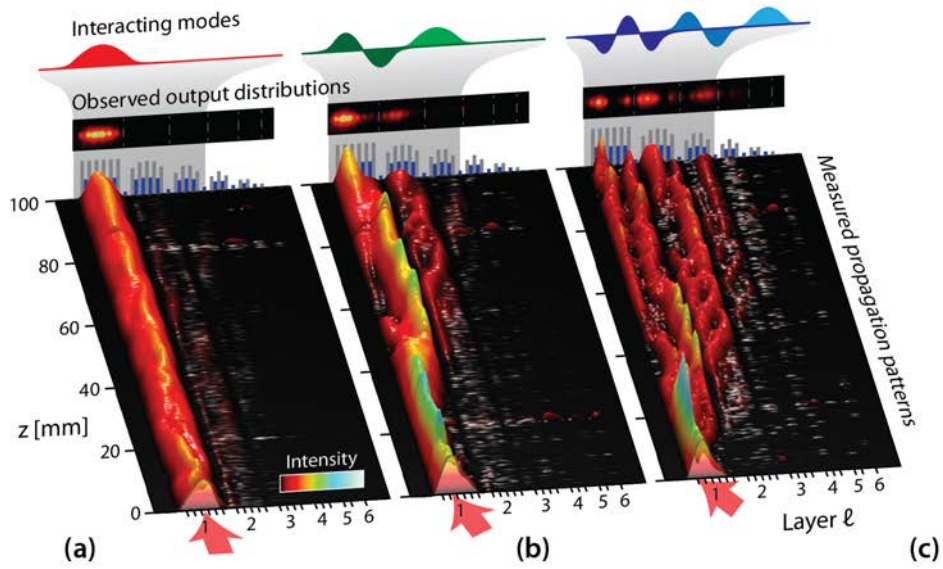 Interacting modes
Observed output distributions
100
80
60
40
20
0
z [mm]
Intensity
1 2 3 4 5 6
1 2 3 4 5 6
1 2 3 4 5 6
Layer ℓ
Measured propagation patterns
(a)
(b)
(c)